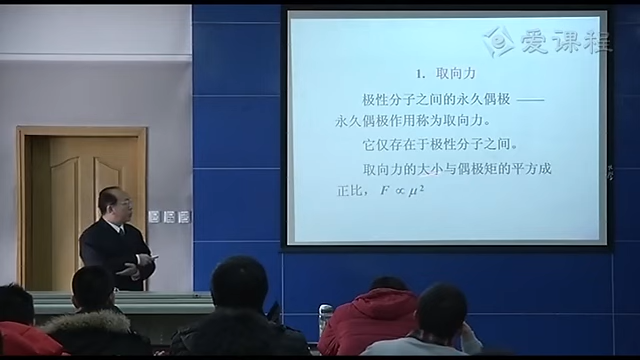 爱课程
1. 取向力
极性分子之间的永久偶极 ——
永久偶极作用称为取向力。
它仅存在于极性分子之间。
取向力的大小与偶极矩的平方成
正比， F ∝ μ²